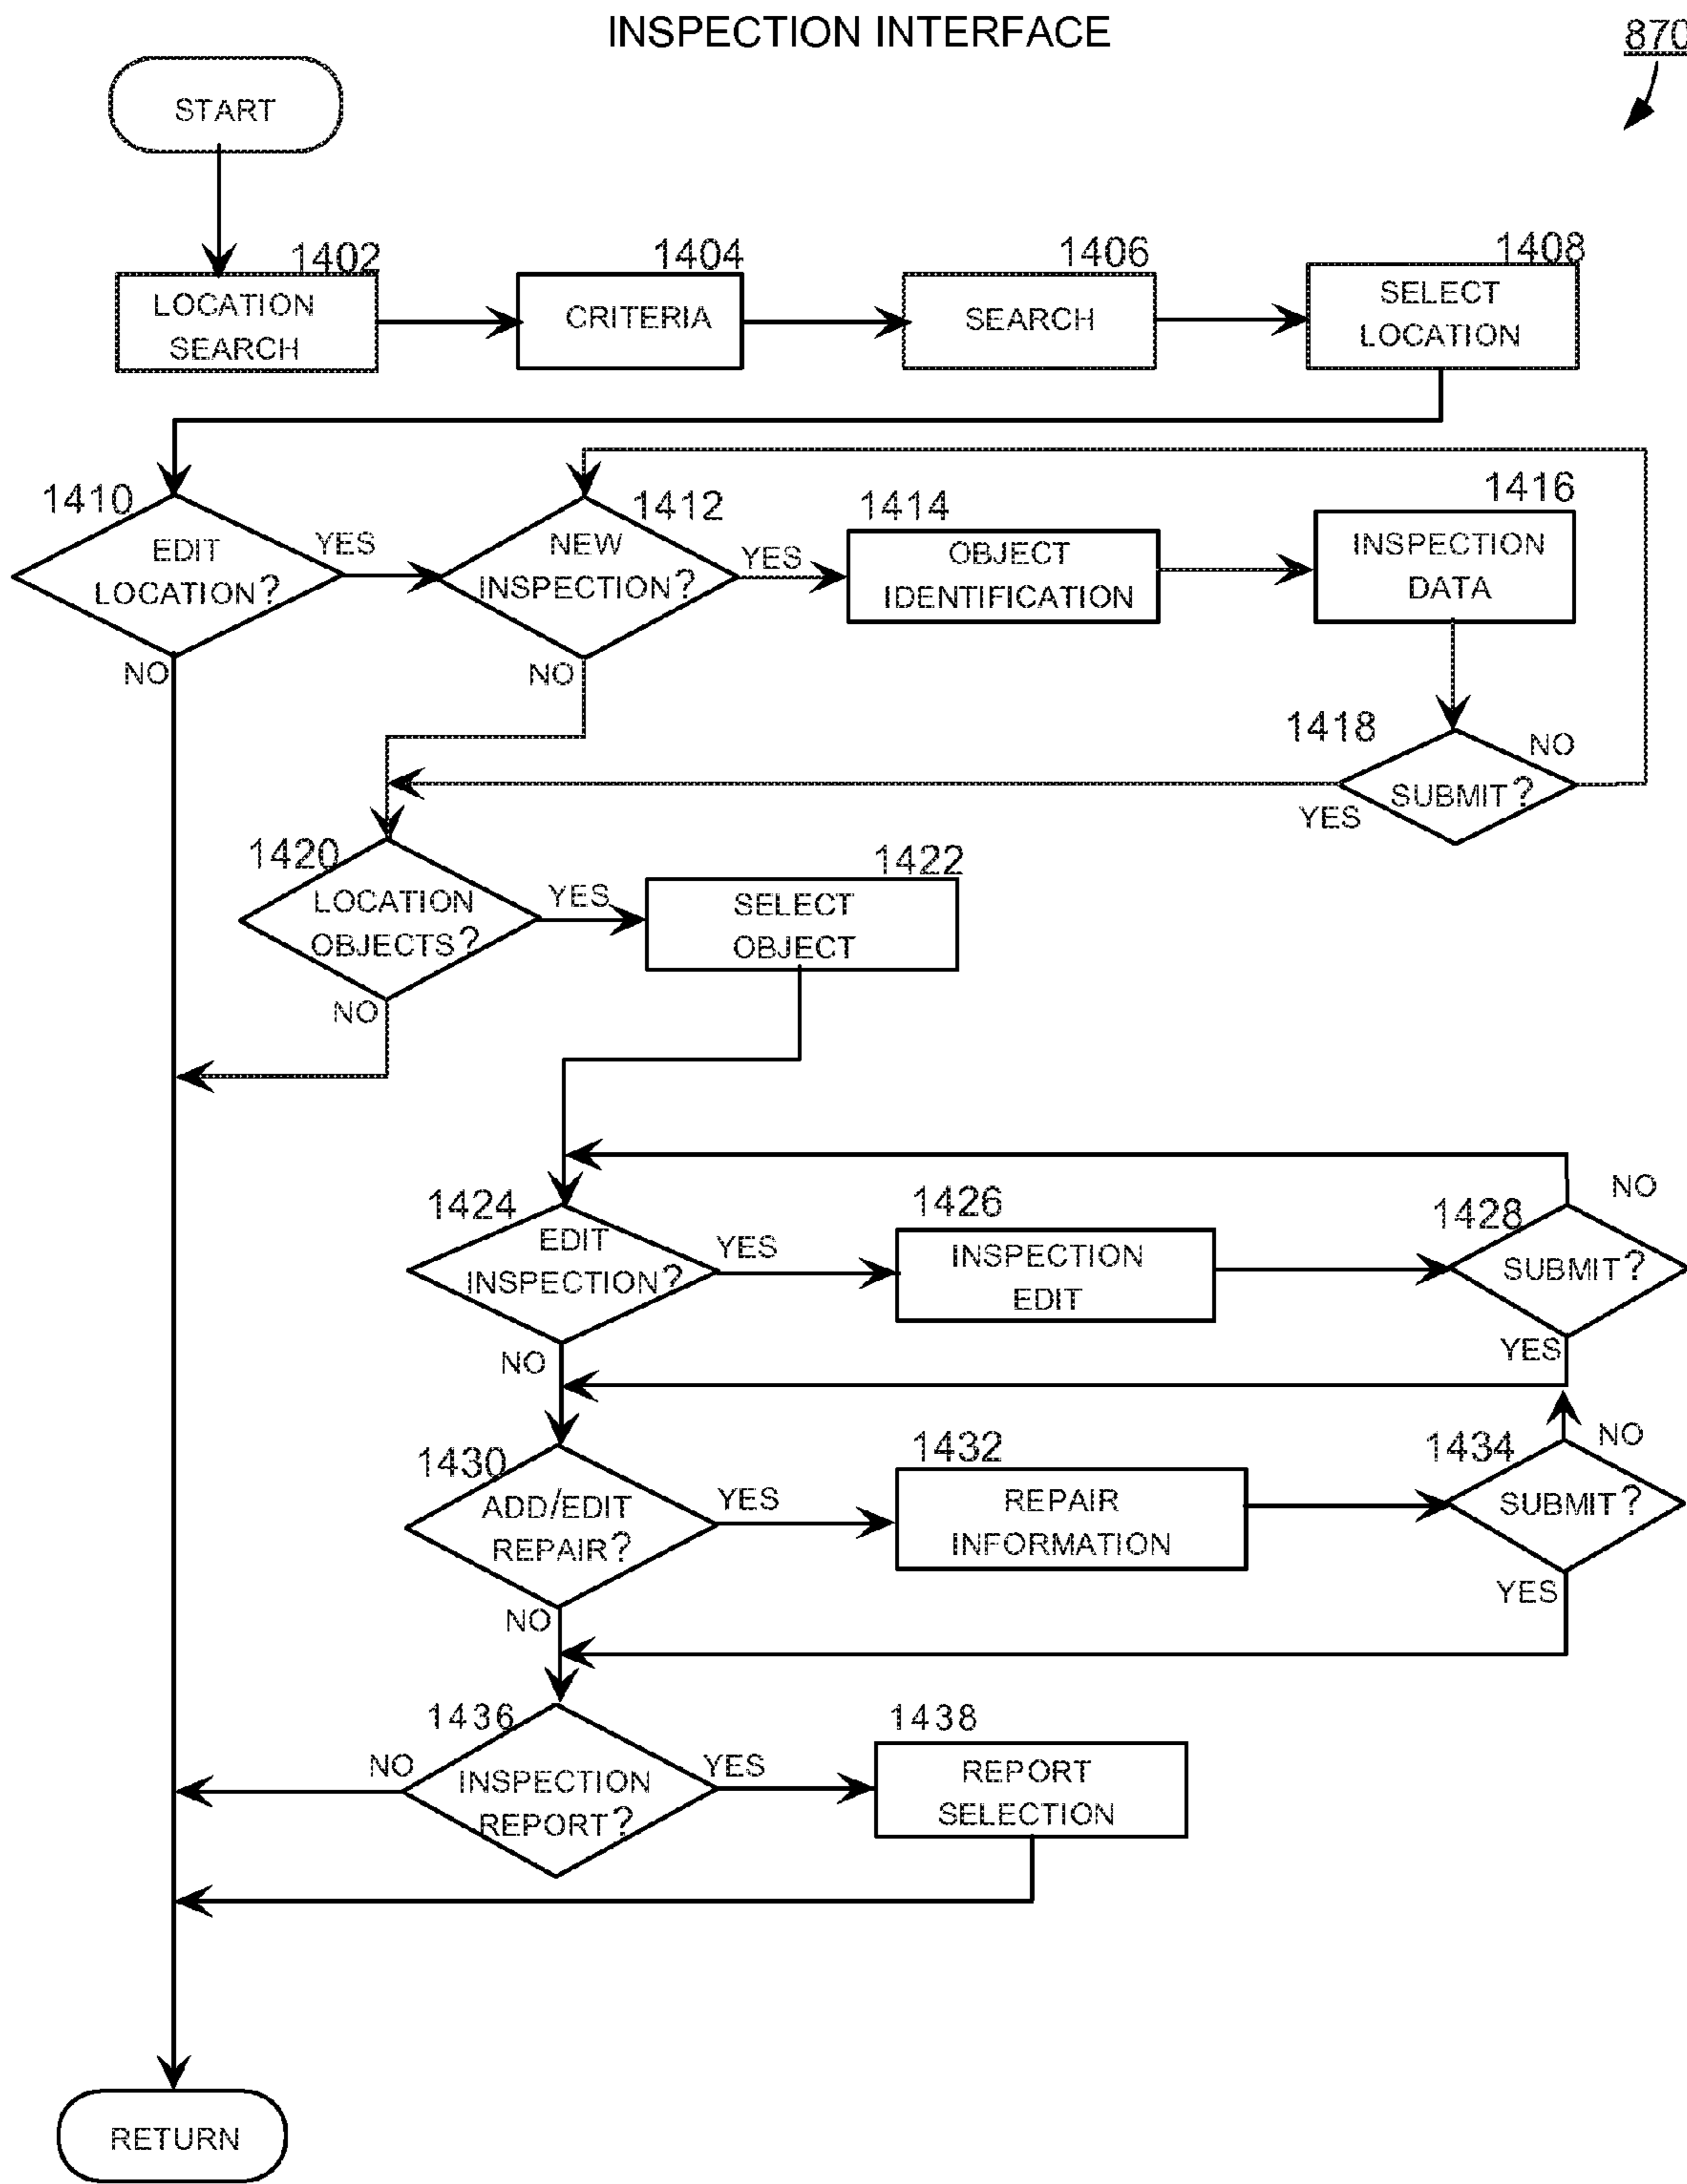 INSPECTION INTERFACE
870
START
1402
1404
1406
1408
LOCATION
SEARCH
CRITERIA
SEARCH
SELECT
LOCATION
1410
EDIT
LOCATION?
YES
NO
1412
NEW
INSPECTION?
YES
NO
1414
OBJECT
IDENTIFICATION
1416
INSPECTION
DATA
1418
SUBMIT?
NO
YES
1420
LOCATION
OBJECTS?
YES
NO
1422
SELECT
OBJECT
1424
EDIT
INSPECTION?
YES
NO
1426
INSPECTION
EDIT
1428
SUBMIT?
NO
YES
1430
ADD/EDIT
REPAIR?
YES
NO
1432
REPAIR
INFORMATION
1434
SUBMIT?
NO
YES
1436
INSPECTION
REPORT?
NO
YES
1438
REPORT
SELECTION
RETURN